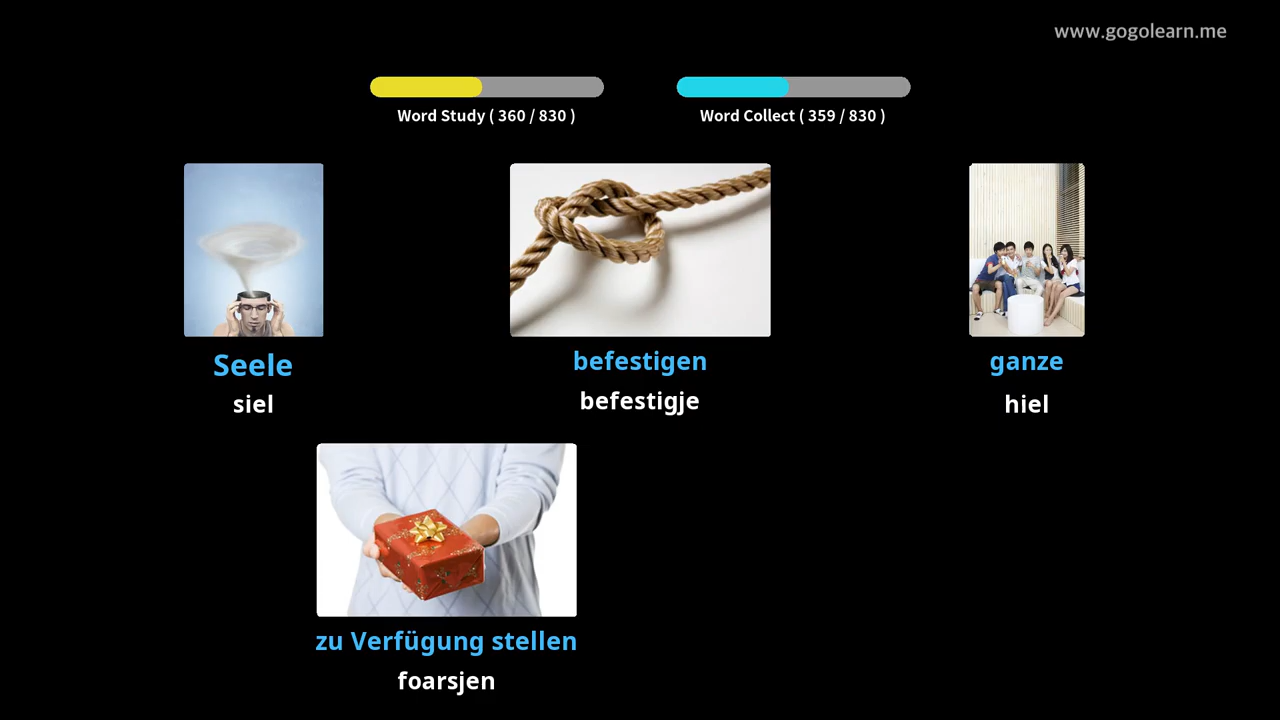 www.gogolearn.me
Word Study ( 360 / 830 )
Word Collect ( 359 / 830 )
Seele
siel
befestigen
befestigje
ganze
hiel
zu Verfügung stellen
foarsjen